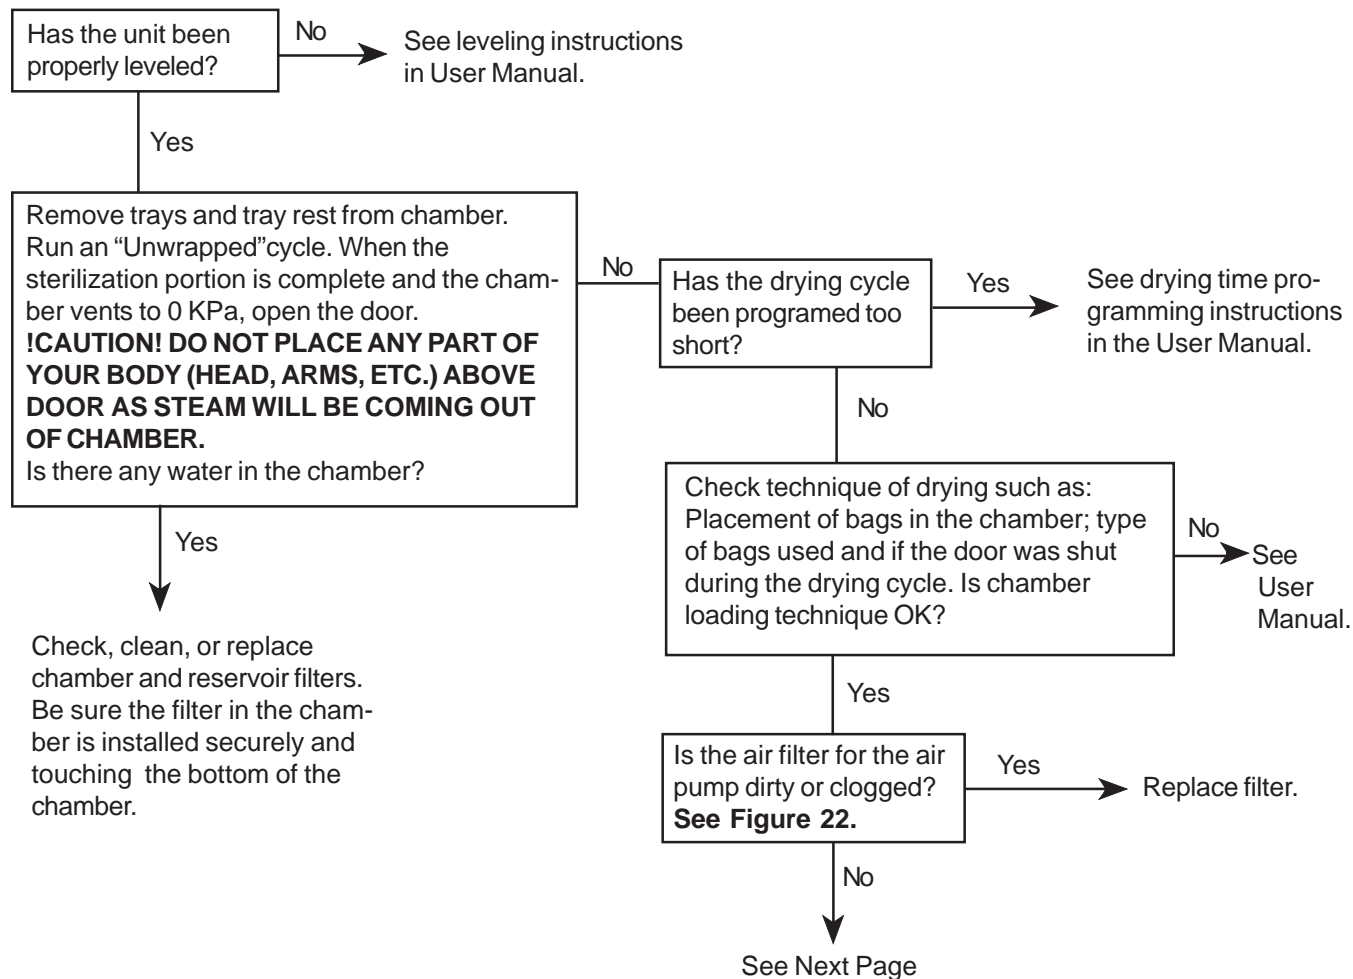 Has the unit been
properly leveled?
No
See leveling instructions
in User Manual.
Yes
Remove trays and tray rest from chamber.
Run an “Unwrapped”cycle. When the
sterilization portion is complete and the cham-
ber vents to 0 KPa, open the door.
!CAUTION! DO NOT PLACE ANY PART OF
YOUR BODY (HEAD, ARMS, ETC.) ABOVE
DOOR AS STEAM WILL BE COMING OUT
OF CHAMBER.
Is there any water in the chamber?
No
Has the drying cycle
been programed too
short?
Yes
See drying time pro-
gramming instructions
in the User Manual.
No
Yes
Check, clean, or replace
chamber and reservoir filters.
Be sure the filter in the cham-
ber is installed securely and
touching the bottom of the
chamber.
Check technique of drying such as:
Placement of bags in the chamber; type
of bags used and if the door was shut
during the drying cycle. Is chamber
loading technique OK?
No
See
User
Manual.
Yes
Is the air filter for the air
pump dirty or clogged?
See Figure 22.
Yes
Replace filter.
No
See Next Page